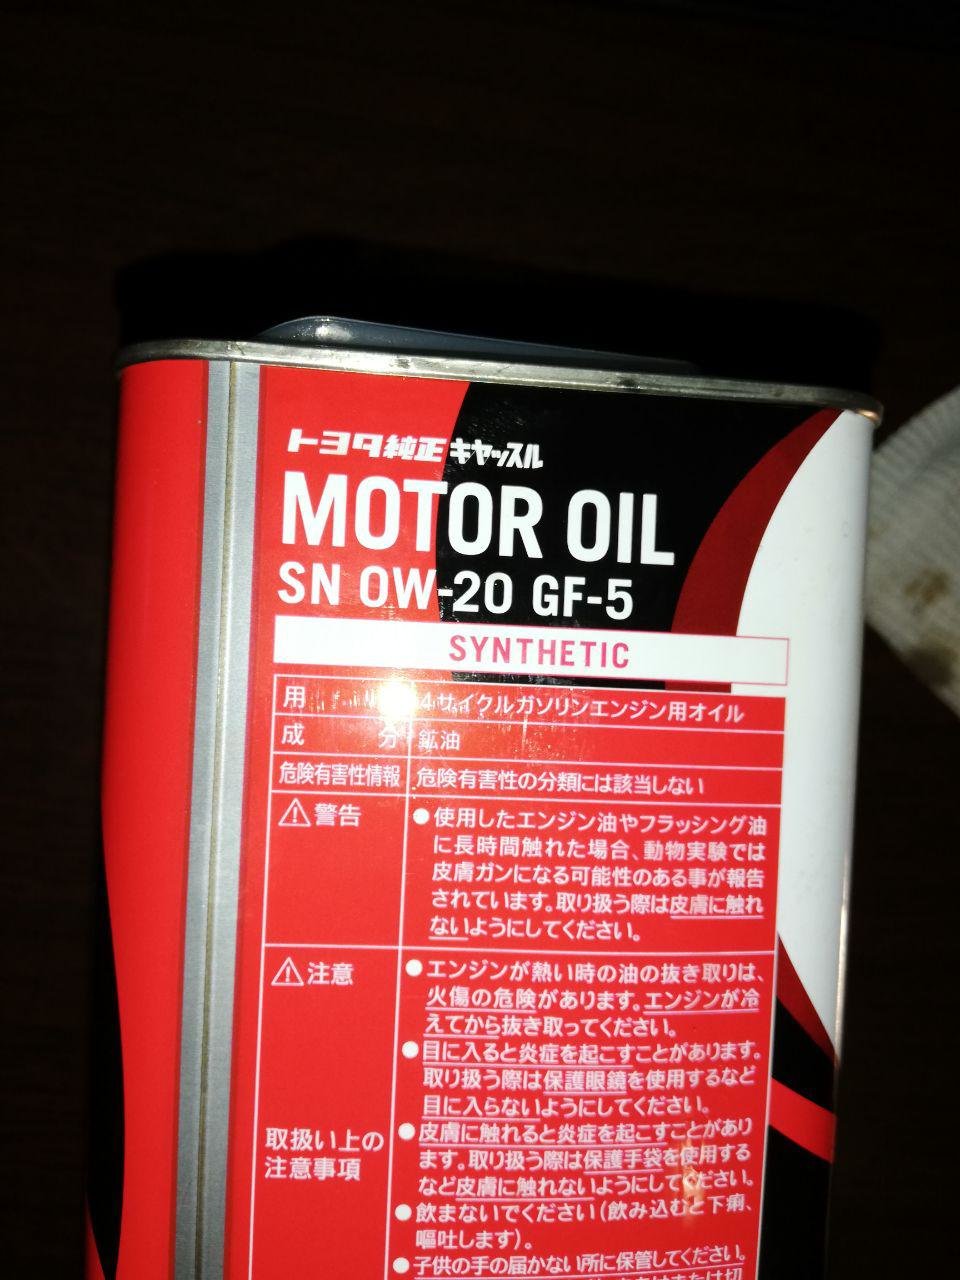 トヨタ純正キャッスル
MOTOR OIL
SN 0W-20 GF-5
SYNTHETIC
用 4サイクルガソリンエンジン用オイル
成 分 鉱油
危険有害性情報 危険有害性の分類には該当しない
⚠警告 ●使用したエンジン油やフラッシング油
に長時間触れた場合、動物実験では
皮膚ガンになる可能性のある事が報告
されています。取り扱う際は皮膚に触れ
ないようにしてください。
⚠注意 ●エンジンが熱い時の油の抜き取りは、
火傷の危険があります。エンジンが冷
えてから抜き取ってください。
●目に入ると炎症を起こすことがあります。
取り扱う際は保護眼鏡を使用するなど
目に入らないようにしてください。
取扱い上の
注意事項
●皮膚に触れると炎症を起こすことがあり
ます。取り扱う際は保護手袋を使用する
など皮膚に触れないようにしてください。
●飲まないでください(飲み込むと下痢、
嘔吐します)。
●子供の手の届かない所に保管してください。